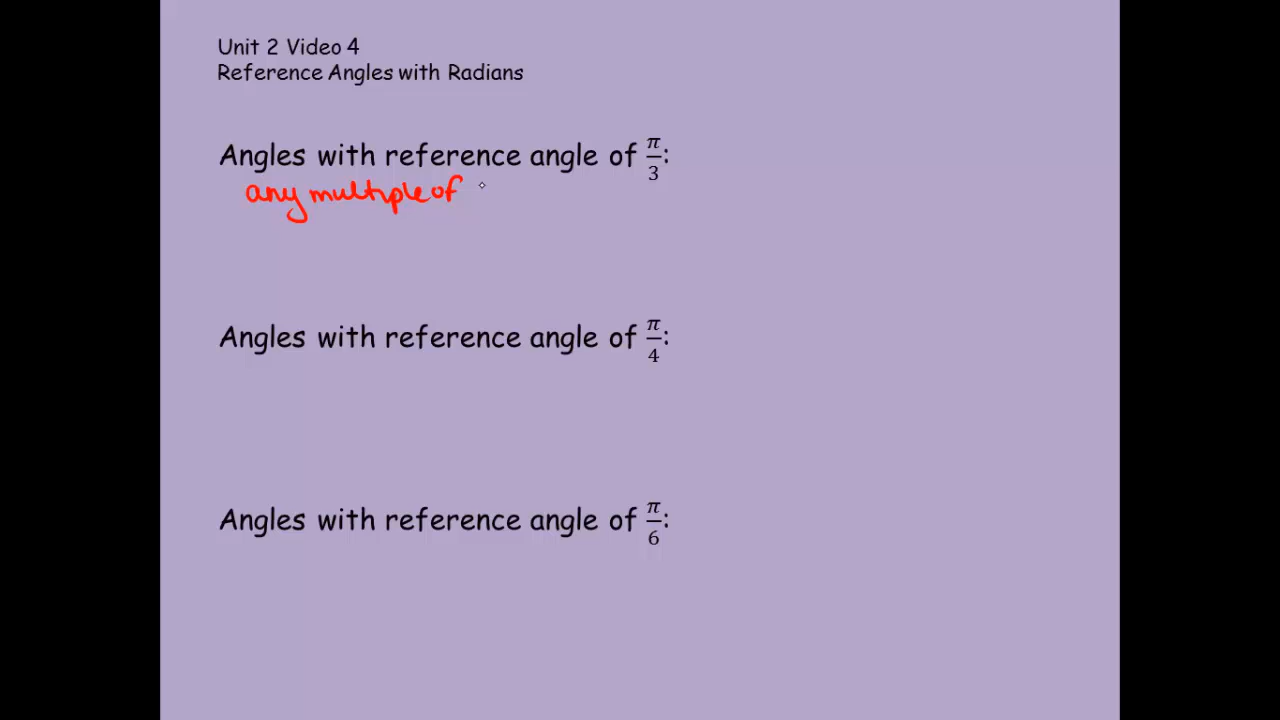 Unit 2 Video 4
Reference Angles with Radians
Angles with reference angle of π/3:
any multiple of
Angles with reference angle of π/4:
Angles with reference angle of π/6: